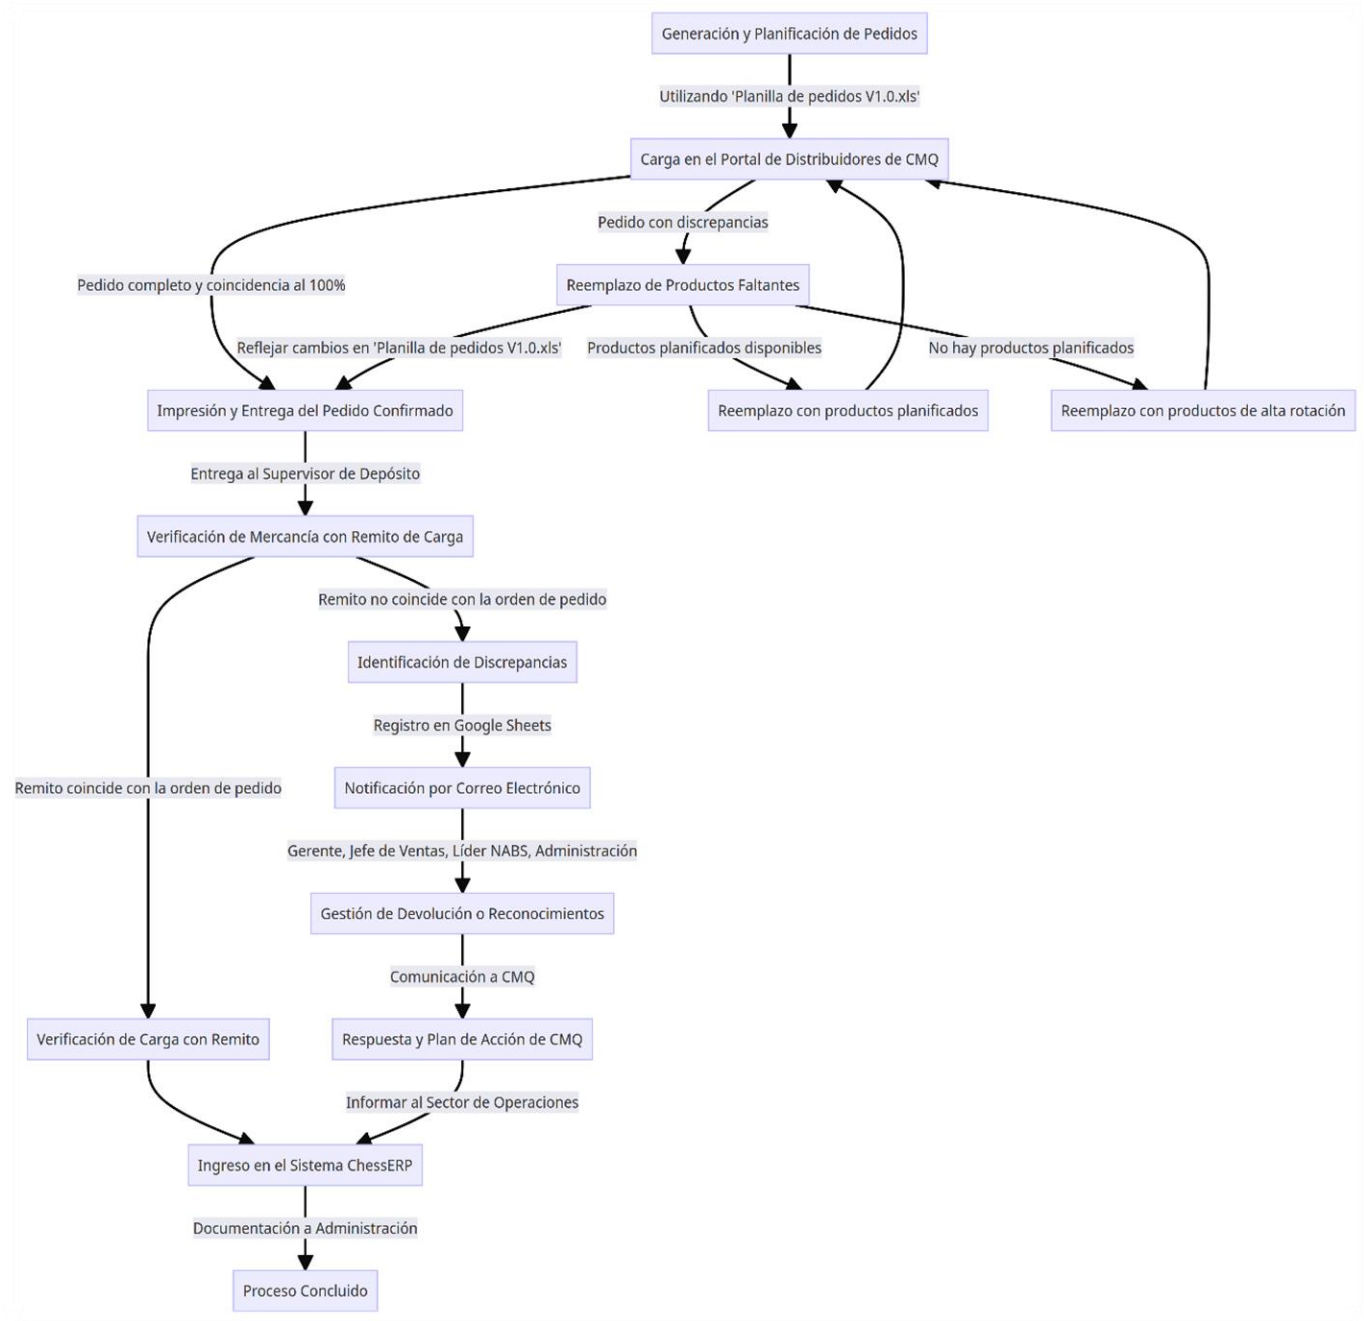 Generación y Planificación de Pedidos
Utilizando 'Planilla de pedidos V1.0.xls'
Carga en el Portal de Distribuidores de CMQ
Pedido con discrepancias
Pedido completo y coincidencia al 100%
Reemplazo de Productos Faltantes
Reflejar cambios en 'Planilla de pedidos V1.0.xls'
Productos planificados disponibles
No hay productos planificados
Impresión y Entrega del Pedido Confirmado
Reemplazo con productos planificados
Reemplazo con productos de alta rotación
Entrega al Supervisor de Depósito
Verificación de Mercancía con Remito de Carga
Remito no coincide con la orden de pedido
Identificación de Discrepancias
Registro en Google Sheets
Remito coincide con la orden de pedido
Notificación por Correo Electrónico
Gerente, Jefe de Ventas, Líder NABS, Administración
Gestión de Devolución o Reconocimientos
Comunicación a CMQ
Verificación de Carga con Remito
Respuesta y Plan de Acción de CMQ
Informar al Sector de Operaciones
Ingreso en el Sistema ChessERP
Documentación a Administración
Proceso Concluido